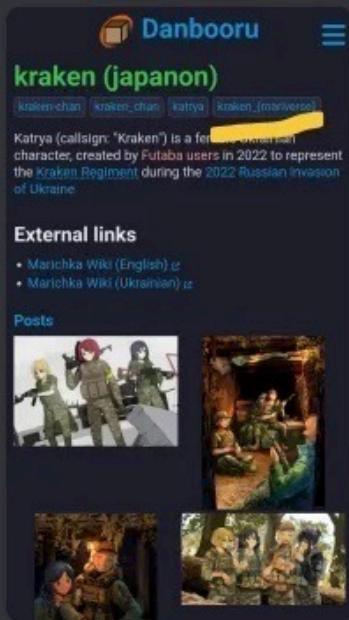 Danbooru
kraken (japanon)
kraken-chan kraken_chan katrya kraken_(mariverse)
Katrya (callsign: "Kraken") is a
character, created by Futaba users in 2022 to represent
the Kraken Regiment during the 2022 Russian Invasion
of Ukraine
External links
• Marichka Wiki (English)
• Marichka Wiki (Ukrainian)
Posts